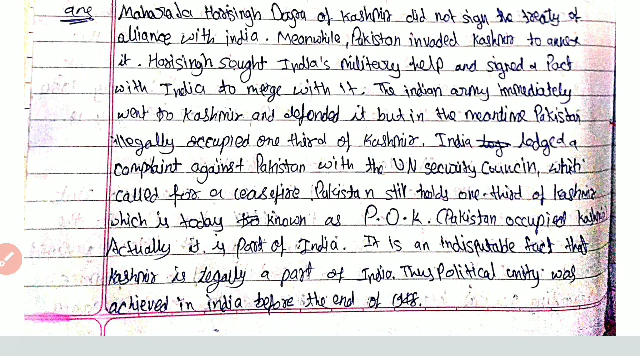 ans Maharada Harisingh Dogra of Kashmir did not sign the treaty of
alliance with india. Meanwhile, Pakistan invaded Kashmir to annex
it. Harisingh sought India's military help and signed a Pact
with India to merge with it. The indian army immediately
went to Kashmir and defended it but in the meantime Pakistan
illegally occupied one third of Kashmir. India lodged a
complaint against Pakistan with the UN security Councin, which
called for a ceasefire. Pakistan still holds one-third of kashmir
which is today known as P.O.K. (Pakistan occupied kashmir
Actually it is part of India. It is an indisputable fact that
Kashmir is legally a part of India. Thus Political unity was
achieved in india before the end of 1948.